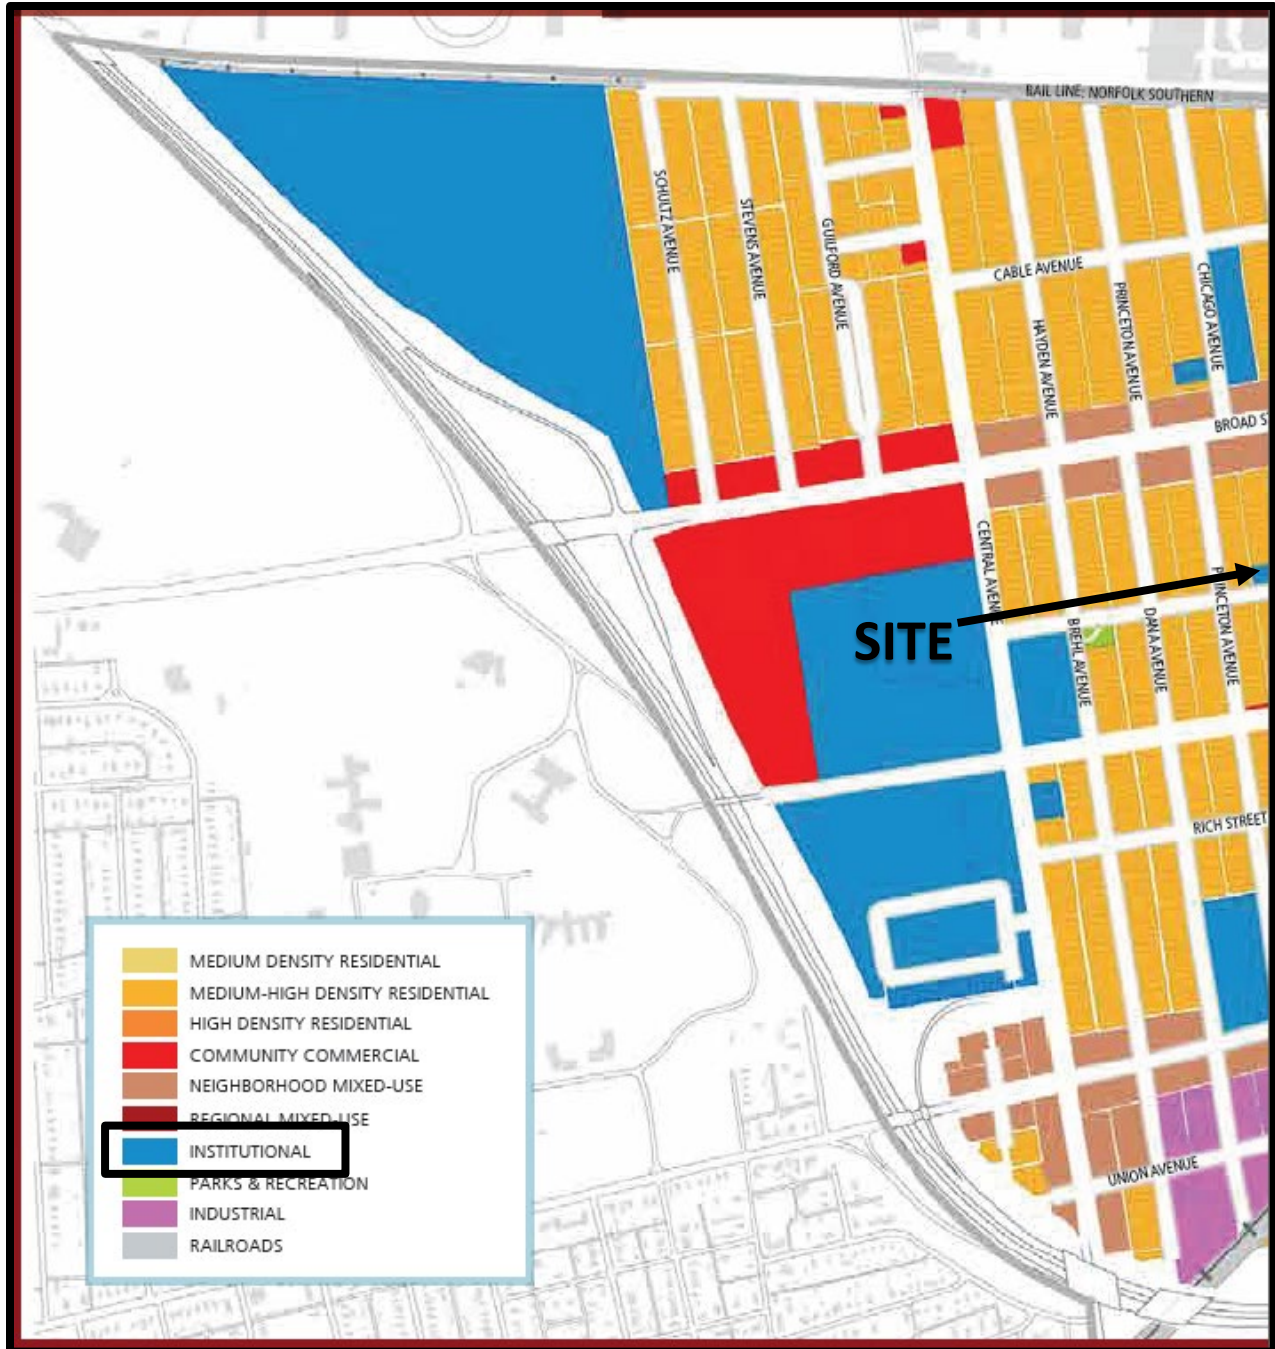 RAIL LINE; NORFOLK SOUTHERN
SCHULTZ AVENUE
STEVENS AVENUE
GUILFORD AVENUE
CABLE AVENUE
HAYDEN AVENUE
PRINCETON AVENUE
CHICAGO AVENUE
BROAD S
CENTRAL AVENUE
SITE
BREHL AVENUE
DANA AVENUE
PRINCETON AVENUE
RICH STREET
UNION AVENUE
MEDIUM DENSITY RESIDENTIAL
MEDIUM-HIGH DENSITY RESIDENTIAL
HIGH DENSITY RESIDENTIAL
COMMUNITY COMMERCIAL
NEIGHBORHOOD MIXED-USE
REGIONAL MIXED-USE
INSTITUTIONAL
PARKS & RECREATION
INDUSTRIAL
RAILROADS